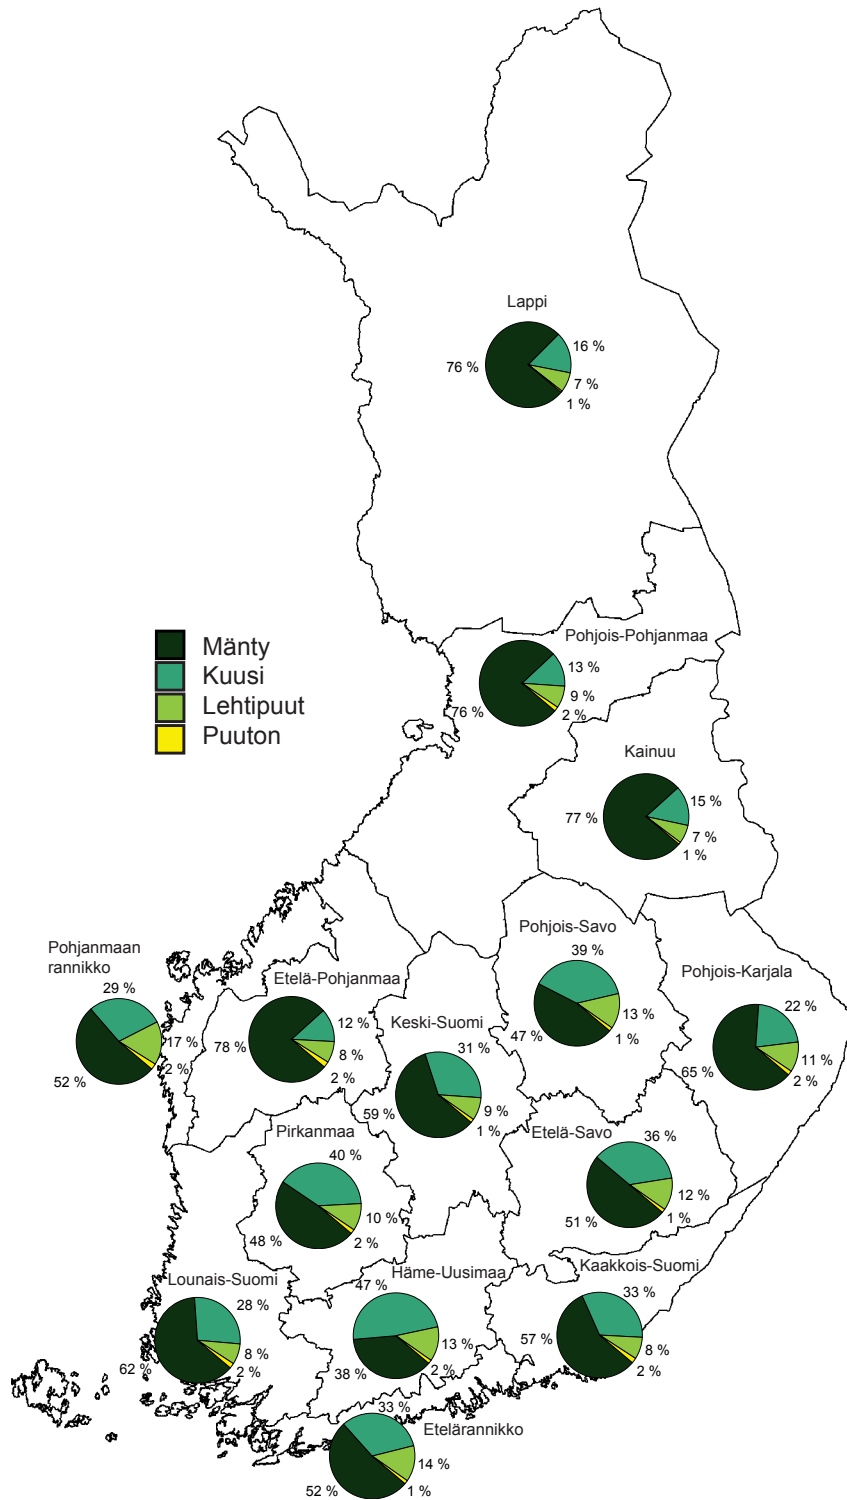 Lappi
16 %
76 %
7 %
1 %
Mänty
Kuusi
Lehtipuut
Puuton
Pohjois-Pohjanmaa
13 %
9 %
76 %
2 %
Kainuu
15 %
77 %
7 %
1 %
Pohjois-Savo
39 %
13 %
47 %
1 %
Pohjois-Karjala
22 %
11 %
65 %
2 %
Pohjanmaan
rannikko
29 %
17 %
2 %
52 %
Etelä-Pohjanmaa
12 %
78 %
8 %
2 %
Keski-Suomi
31 %
59 %
9 %
1 %
Pirkanmaa
40 %
10 %
48 %
2 %
Etelä-Savo
36 %
12 %
51 %
1 %
Lounais-Suomi
28 %
8 %
62 %
2 %
Häme-Uusimaa
47 %
13 %
38 %
2 %
Kaakkois-Suomi
33 %
57 %
8 %
2 %
Etelärannikko
33 %
14 %
52 %
1 %